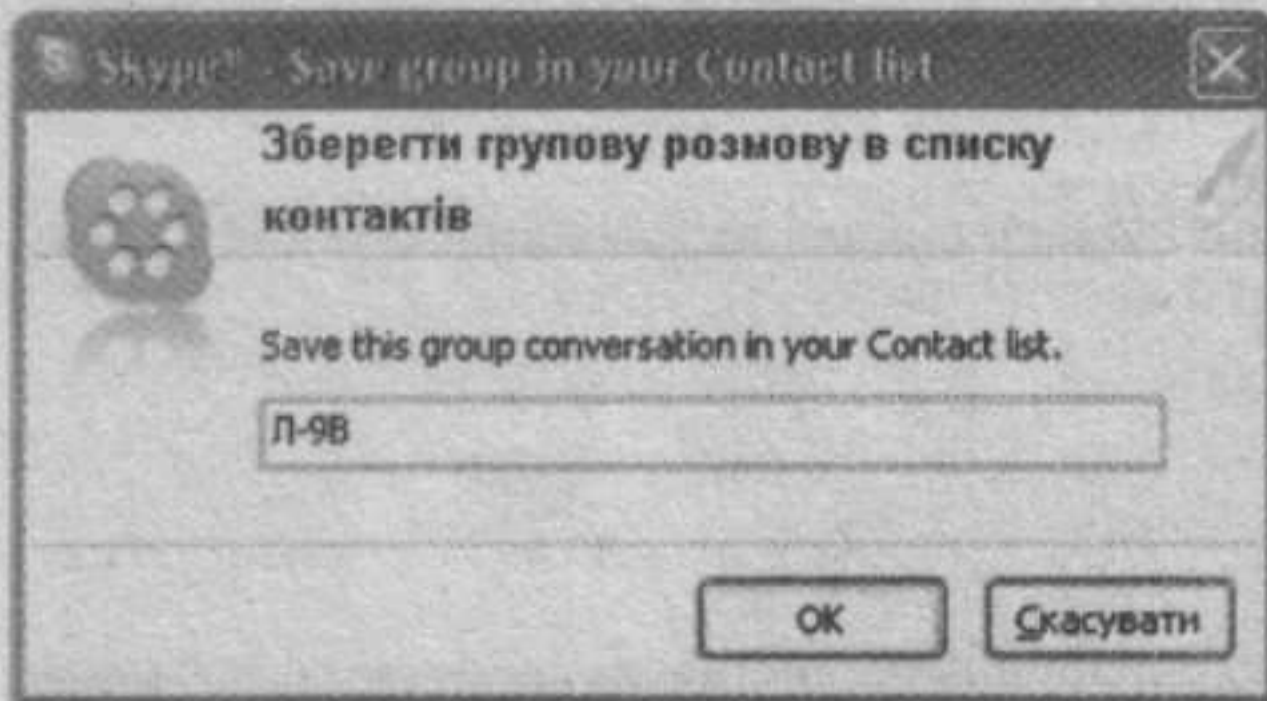 Skype™ - Save group in your Contact list
Зберегти групову розмову в списку
контактів
Save this group conversation in your Contact list.
Л-9В
ОК
Скасувати